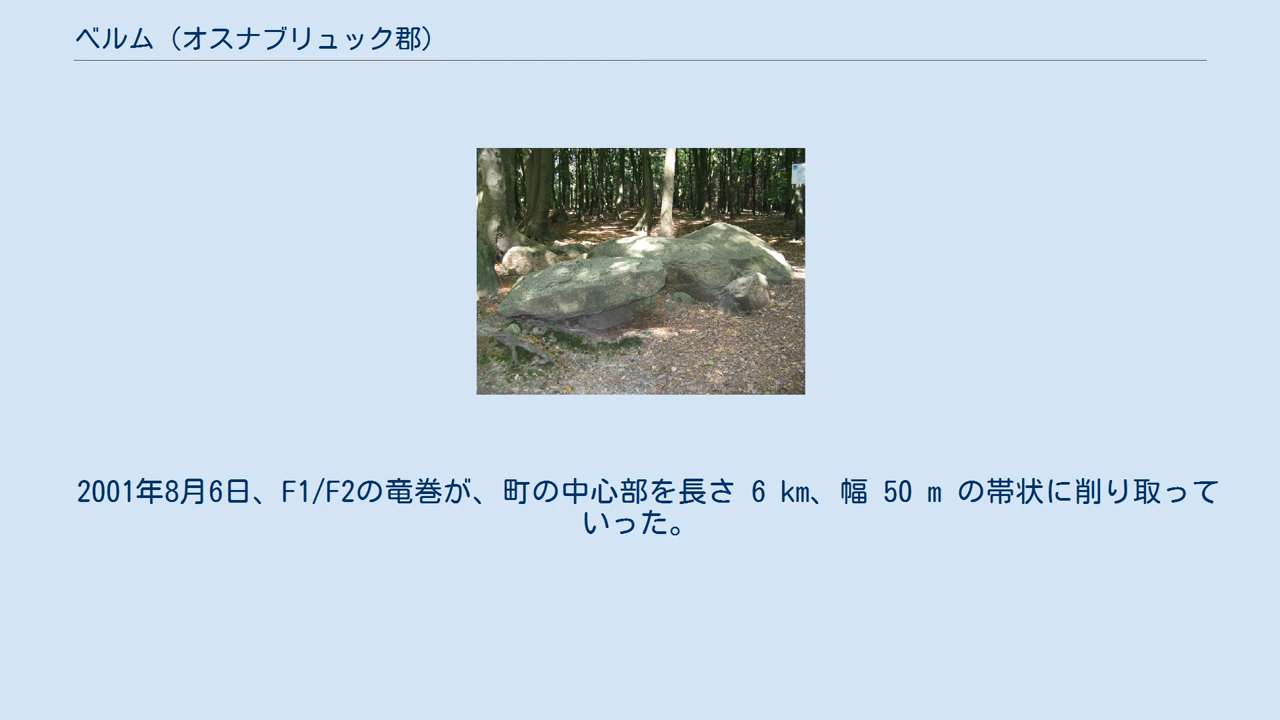 ベルム（オスナブリュック郡）
2001年8月6日、F1/F2の竜巻が、町の中心部を長さ 6 km、幅 50 m の帯状に削り取って
いった。